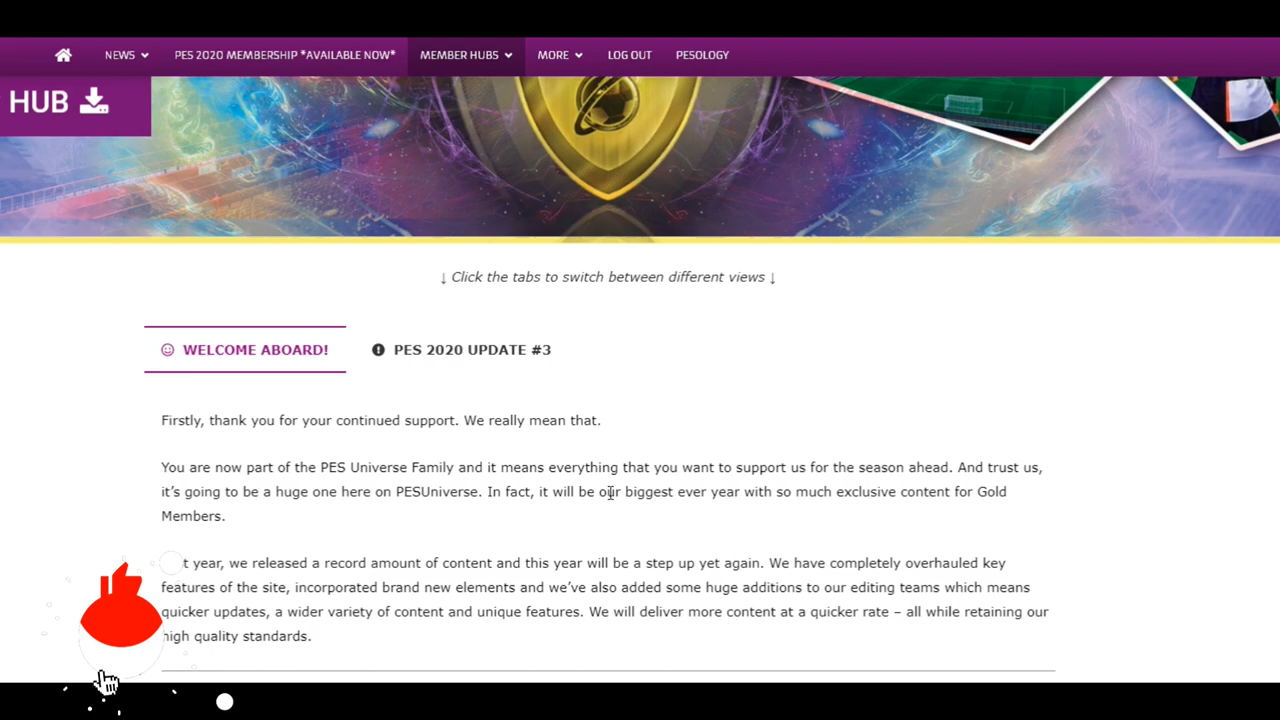 NEWS PES 2020 MEMBERSHIP *AVAILABLE NOW* MEMBER HUBS MORE LOG OUT PESOLOGY
HUB
↓ Click the tabs to switch between different views ↓
WELCOME ABOARD! PES 2020 UPDATE #3
Firstly, thank you for your continued support. We really mean that.
You are now part of the PES Universe Family and it means everything that you want to support us for the season ahead. And trust us,
it's going to be a huge one here on PESUniverse. In fact, it will be our biggest ever year with so much exclusive content for Gold
Members.
t year, we released a record amount of content and this year will be a step up yet again. We have completely overhauled key
features of the site, incorporated brand new elements and we've also added some huge additions to our editing teams which means
quicker updates, a wider variety of content and unique features. We will deliver more content at a quicker rate – all while retaining our
high quality standards.